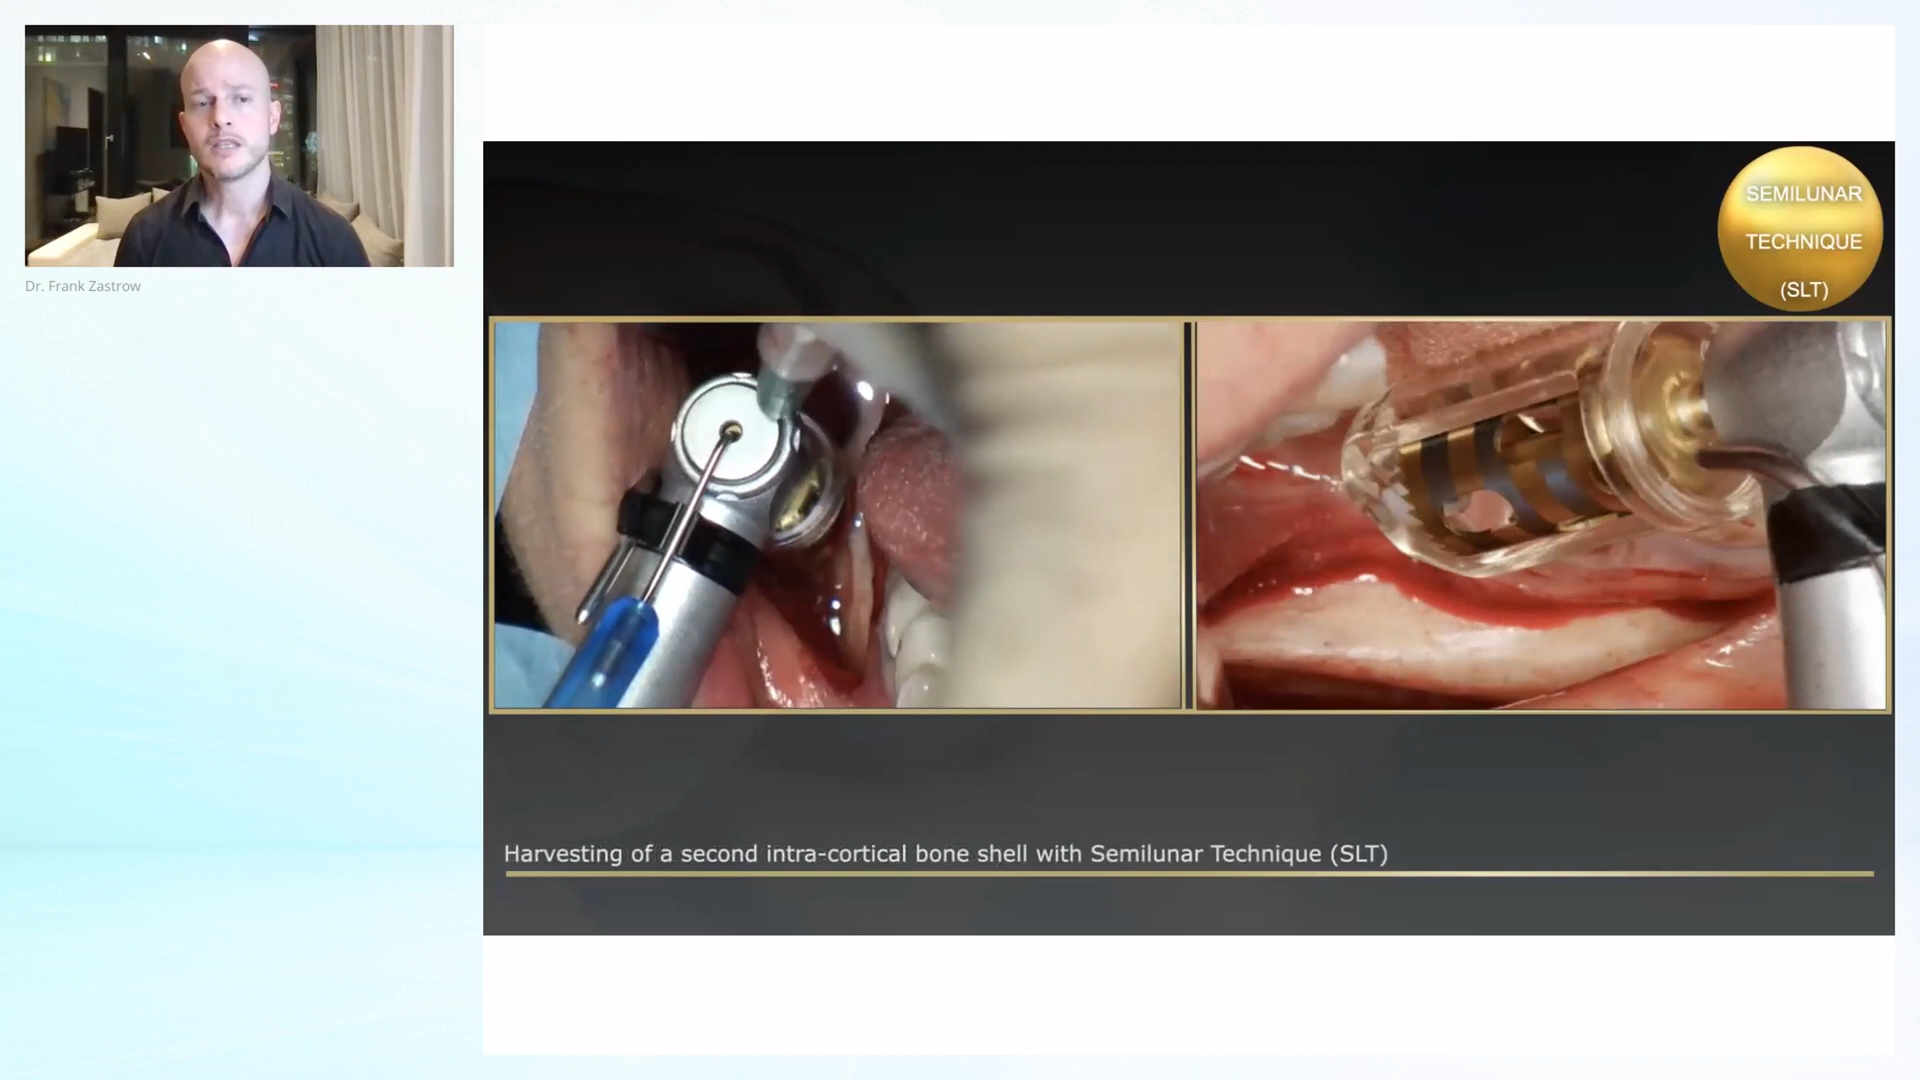 Dr. Frank Zastrow
SEMILUNAR
TECHNIQUE
(SLT)
Harvesting of a second intra-cortical bone shell with Semilunar Technique (SLT)